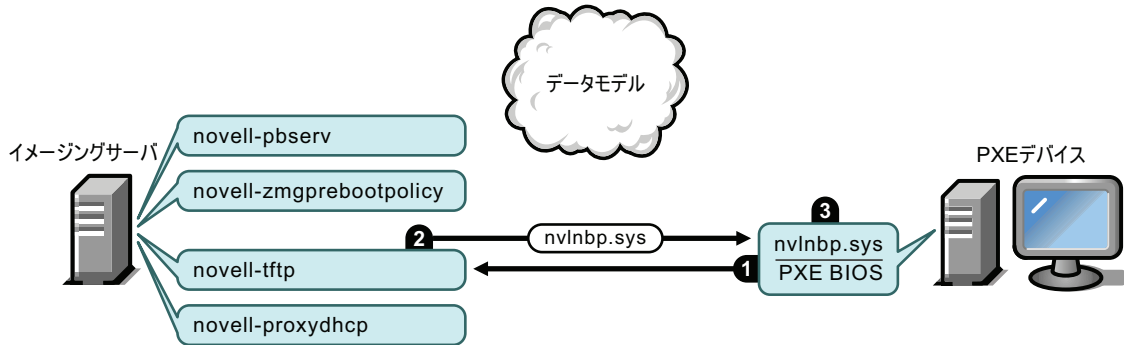 データモデル
イメージングサーバ
novell-pbserv
novell-zmgprebootpolicy
novell-tftp
novell-proxydhcp
2
nvlnbp.sys
1
3
nvlnbp.sys
PXE BIOS
PXEデバイス